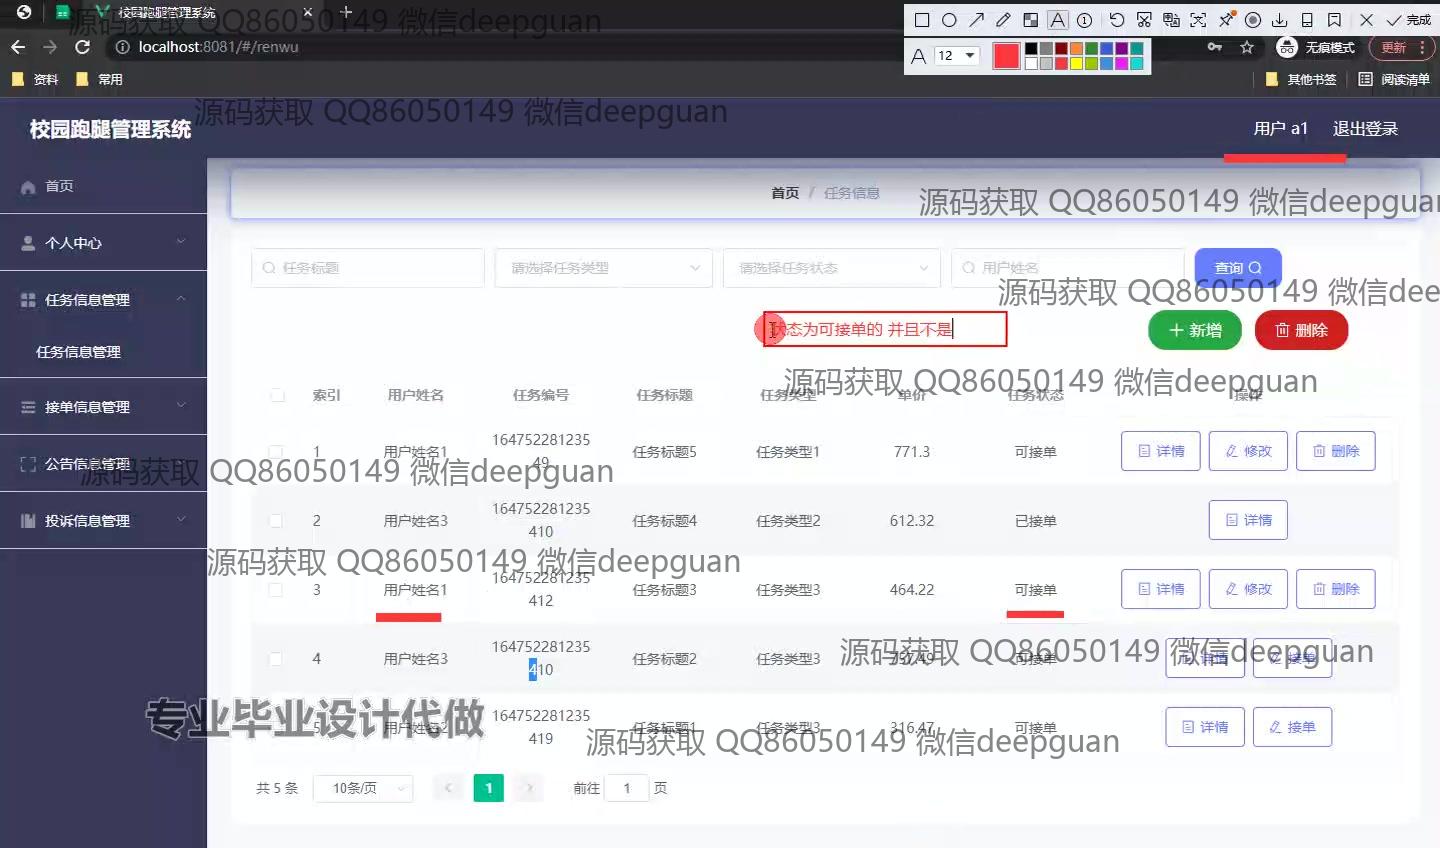 校园跑腿管理系统
源码获取 QQ86050149 微信deepguan
完成
localhost:8081/#/renwu
12
无痕模式
更新
资料
常用
其他书签
阅读清单
源码获取 QQ86050149 微信deepguan
校园跑腿管理系统
用户 a1
退出登录
首页
首页 / 任务信息
源码获取 QQ86050149 微信deepguan
个人中心
任务标题
请选择任务类型
请选择任务状态
用户姓名
查询
源码获取 QQ86050149 微信dee
任务信息管理
状态为可接单的 并且不是
新增
删除
任务信息管理
源码获取 QQ86050149 微信deepguan
索引 用户姓名 任务编号 任务标题 任务类型 单价 任务状态 操作
接单信息管理
1 用户姓名1 164752281235
49 任务标题5 任务类型1 771.3 可接单 详情 修改 删除
公告信息管理
源码获取 QQ86050149 微信deepguan
投诉信息管理
2 用户姓名3 164752281235
410 任务标题4 任务类型2 612.32 已接单 详情
源码获取 QQ86050149 微信deepguan
3 用户姓名1 164752281235
412 任务标题3 任务类型3 464.22 可接单 详情 修改 删除
源码获取 QQ86050149 微信deepguan
4 用户姓名3 164752281235
410 任务标题2 任务类型3 可接单 详情 接单
专业毕业设计代做
5 用户姓名2 164752281235
419 任务标题1 任务类型3 316.47 可接单 详情 接单
源码获取 QQ86050149 微信deepguan
共 5 条 10条/页 1 前往 1 页